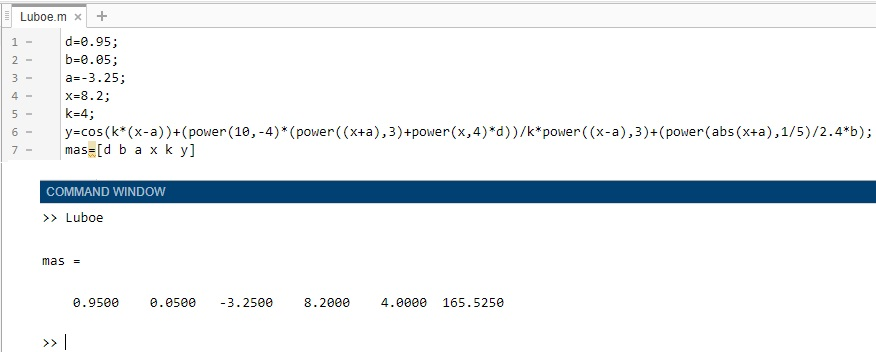 Luboe.m × +
1 – d=0.95;
2 – b=0.05;
3 – a=-3.25;
4 – x=8.2;
5 – k=4;
6 – y=cos(k*(x-a))+(power(10,-4)*(power((x+a),3)+power(x,4)*d))/k*power((x-a),3)+(power(abs(x+a),1/5)/2.4*b);
7 – mas=[d b a x k y]
COMMAND WINDOW
>> Luboe
mas =
0.9500 0.0500 -3.2500 8.2000 4.0000 165.5250
>>